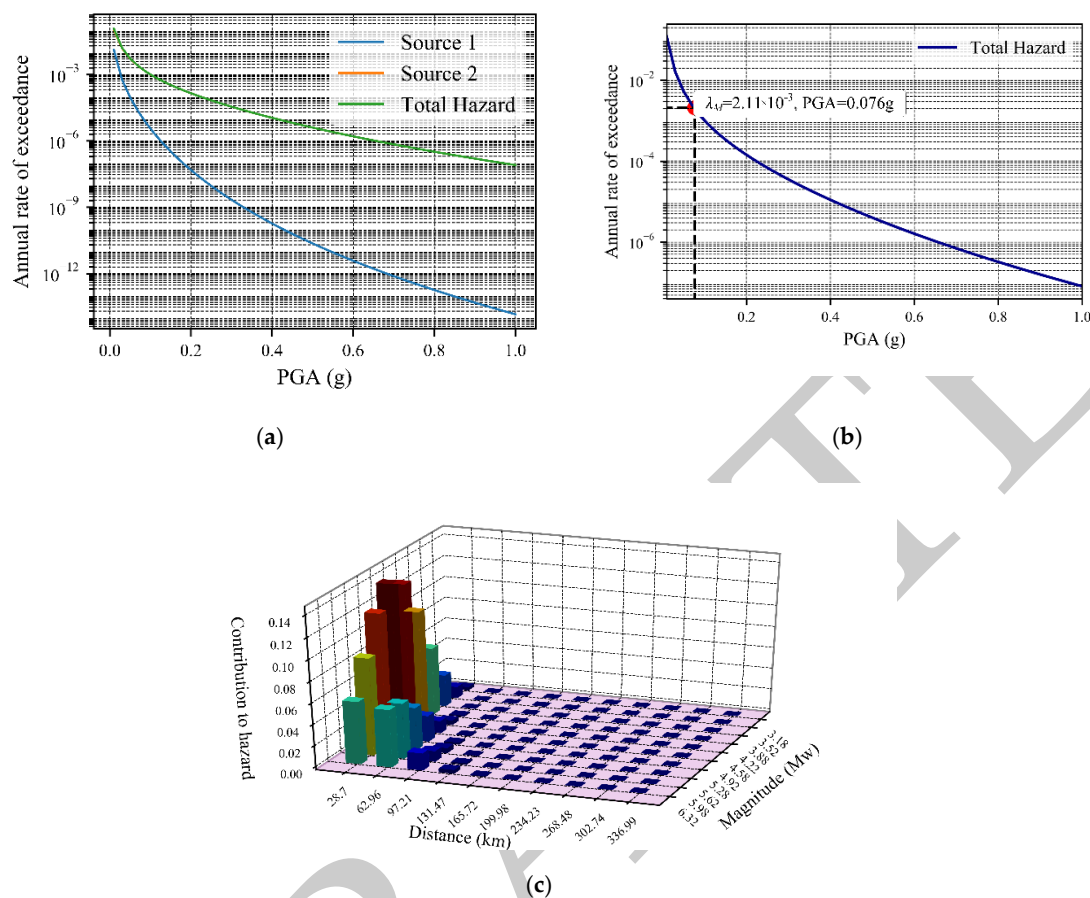 Source 1
Source 2
Total Hazard
10⁻³
10⁻⁶
10⁻⁹
10 12
Annual rate of exceedance
0.0 0.2 0.4 0.6 0.8 1.0
PGA (g)
(a)
Total Hazard
λM=2.11·10⁻³, PGA=0.076g
10⁻²
10⁻⁴
10⁻⁶
Annual rate of exceedance
0.2 0.4 0.6 0.8 1.0
PGA (g)
(b)
Contribution to hazard
0.14
0.12
0.10
0.08
0.06
0.04
0.02
0.00
28.7
62.96
97.21
131.47
165.72
199.98
234.23
268.48
302.74
336.99
Distance (km)
Magnitude (Mw)
(c)